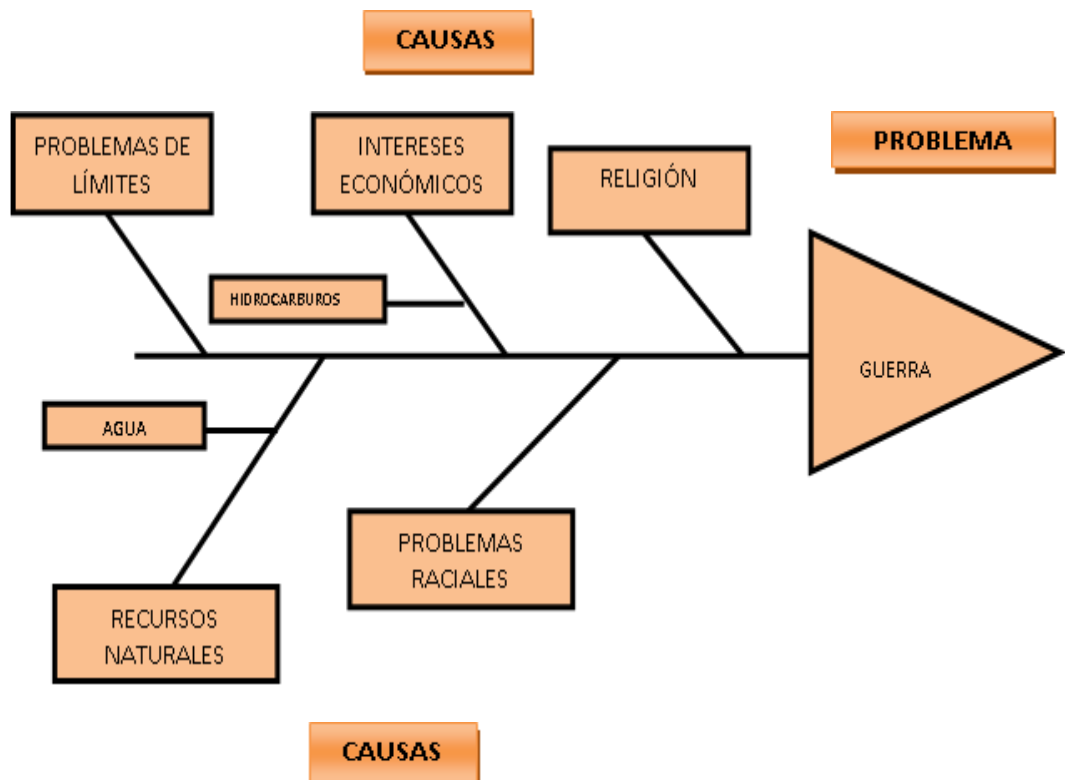 CAUSAS
PROBLEMAS DE
LÍMITES
INTERESES
ECONÓMICOS
RELIGIÓN
PROBLEMA
HIDROCARBUROS
GUERRA
AGUA
PROBLEMAS
RACIALES
RECURSOS
NATURALES
CAUSAS